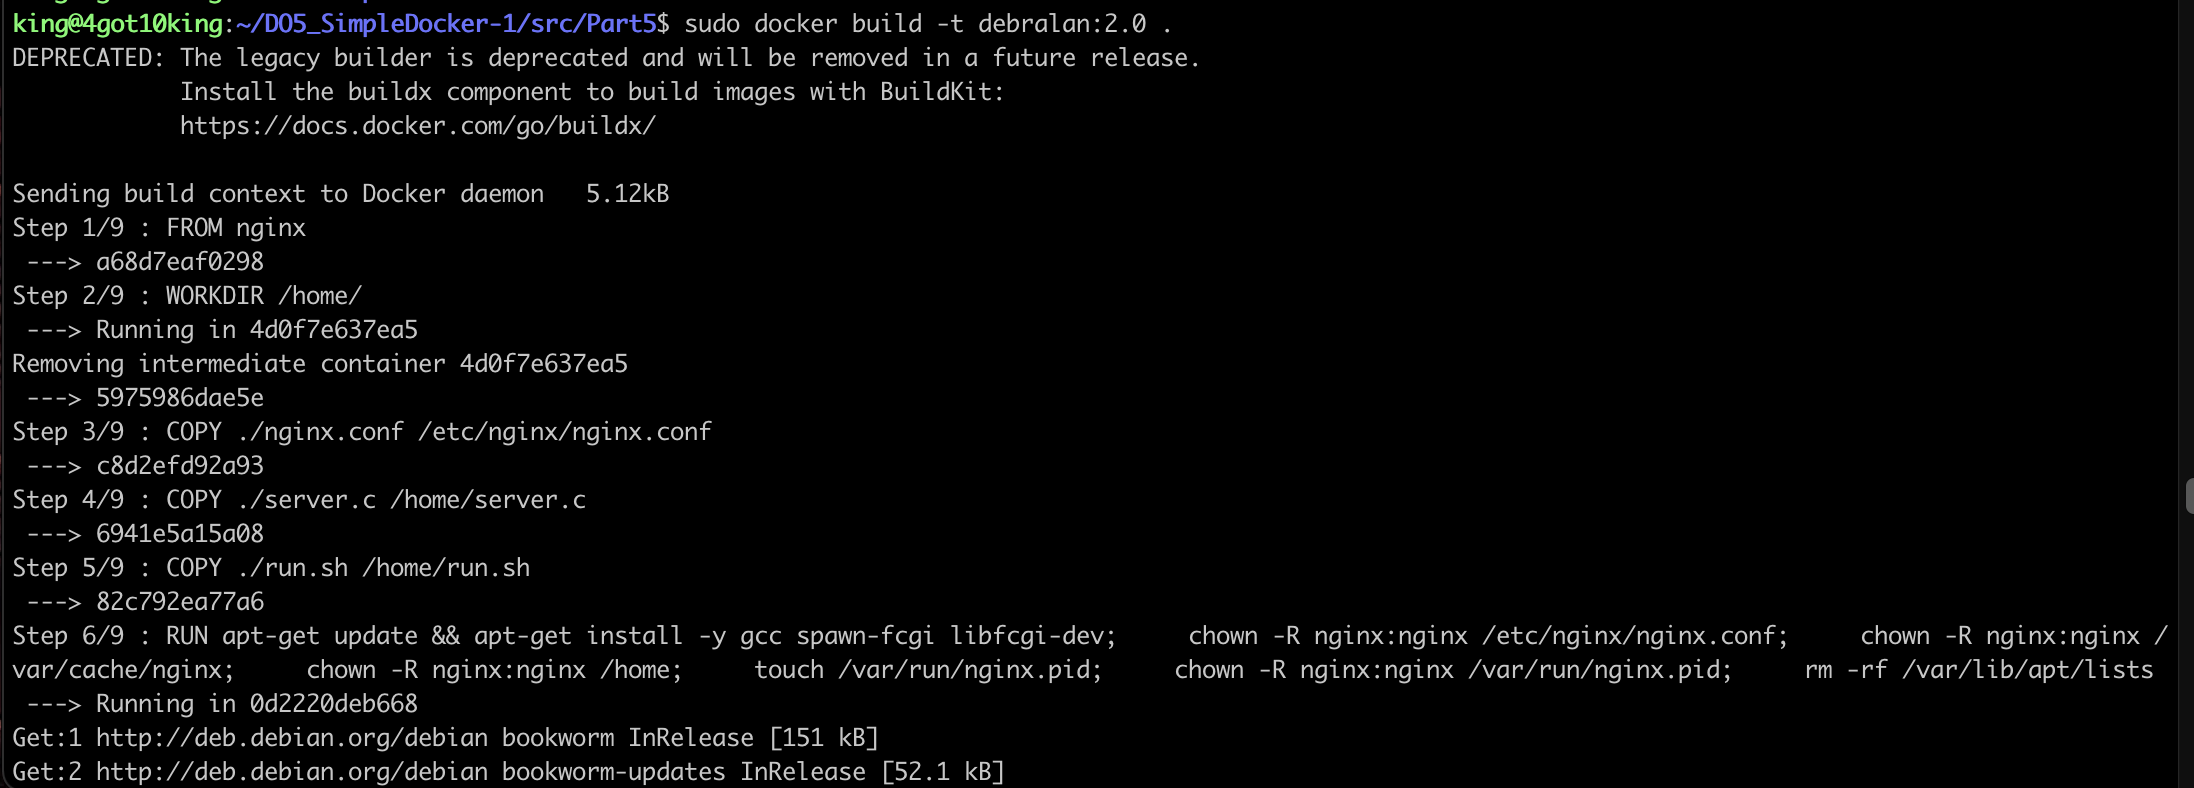 king@4got10king:~/DO5_SimpleDocker-1/src/Part5$ sudo docker build -t debralan:2.0 .
DEPRECATED: The legacy builder is deprecated and will be removed in a future release.
            Install the buildx component to build images with BuildKit:
            https://docs.docker.com/go/buildx/

Sending build context to Docker daemon   5.12kB
Step 1/9 : FROM nginx
 ---> a68d7eaf0298
Step 2/9 : WORKDIR /home/
 ---> Running in 4d0f7e637ea5
Removing intermediate container 4d0f7e637ea5
 ---> 5975986dae5e
Step 3/9 : COPY ./nginx.conf /etc/nginx/nginx.conf
 ---> c8d2efd92a93
Step 4/9 : COPY ./server.c /home/server.c
 ---> 6941e5a15a08
Step 5/9 : COPY ./run.sh /home/run.sh
 ---> 82c792ea77a6
Step 6/9 : RUN apt-get update && apt-get install -y gcc spawn-fcgi libfcgi-dev;     chown -R nginx:nginx /etc/nginx/nginx.conf;     chown -R nginx:nginx /
var/cache/nginx;     chown -R nginx:nginx /home;     touch /var/run/nginx.pid;     chown -R nginx:nginx /var/run/nginx.pid;     rm -rf /var/lib/apt/lists
 ---> Running in 0d2220deb668
Get:1 http://deb.debian.org/debian bookworm InRelease [151 kB]
Get:2 http://deb.debian.org/debian bookworm-updates InRelease [52.1 kB]